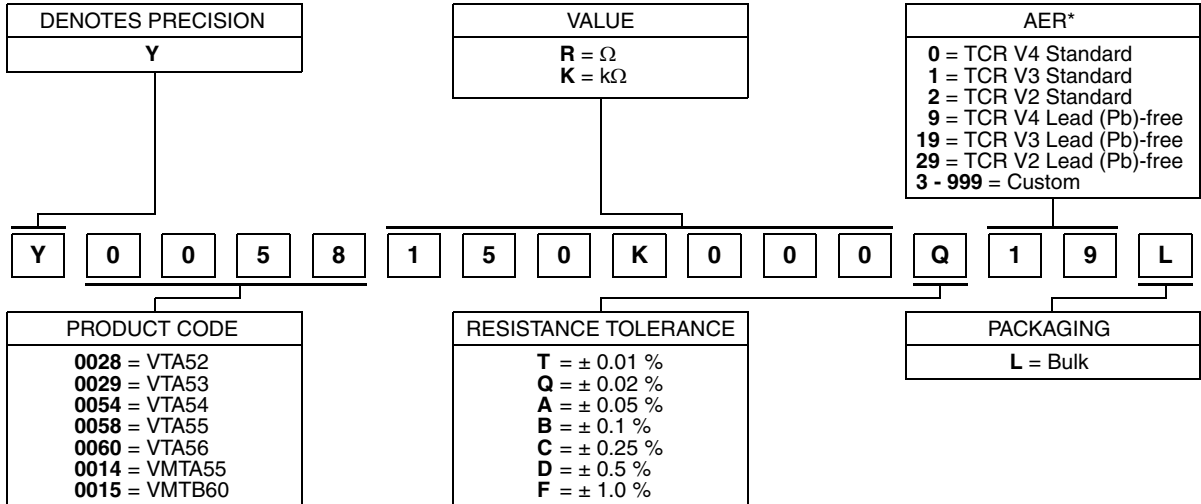 DENOTES PRECISION
Y
VALUE
R = Ω
K = kΩ
AER*
0 = TCR V4 Standard
1 = TCR V3 Standard
2 = TCR V2 Standard
9 = TCR V4 Lead (Pb)-free
19 = TCR V3 Lead (Pb)-free
29 = TCR V2 Lead (Pb)-free
3 - 999 = Custom
Y 0 0 5 8 1 5 0 K 0 0 0 Q 1 9 L
PRODUCT CODE
0028 = VTA52
0029 = VTA53
0054 = VTA54
0058 = VTA55
0060 = VTA56
0014 = VMTA55
0015 = VMTB60
RESISTANCE TOLERANCE
T = ± 0.01 %
Q = ± 0.02 %
A = ± 0.05 %
B = ± 0.1 %
C = ± 0.25 %
D = ± 0.5 %
F = ± 1.0 %
PACKAGING
L = Bulk